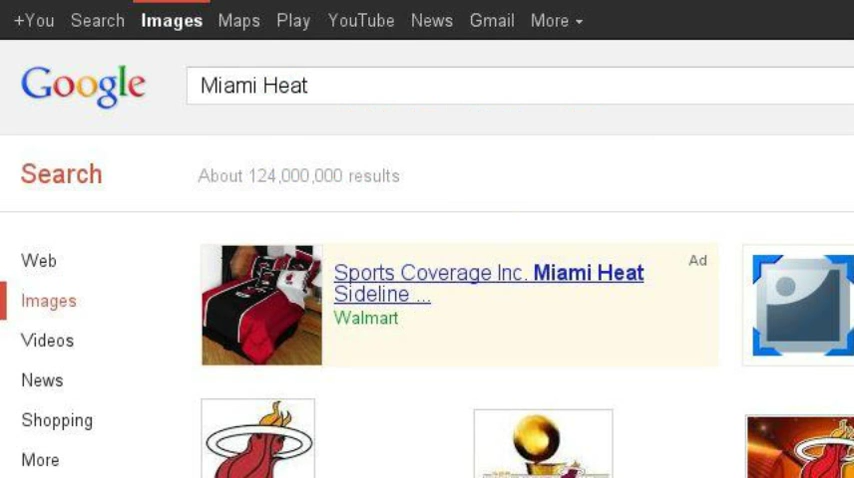 +You Search Images Maps Play YouTube News Gmail More
Google
Miami Heat
Search
About 124,000,000 results
Web
Images
Videos
News
Shopping
More
Sports Coverage Inc. Miami Heat
Sideline ...
Walmart
Ad